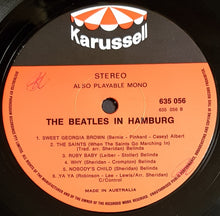 Karussell
STEREO
ALSO PLAYABLE MONO
635 056
635 056 B
THE BEATLES IN HAMBURG
1. SWEET GEORGIA BROWN (Bernie - Pinkard - Casey) Albert
2. THE SAINTS (When The Saints Go Marching In)
(Trad. arr. Sheridan) Belinda
3. RUBY BABY (Leiber - Stoller) Belinda
4. WHY (Sheridan - Crompton) Belinda
5. NOBODY'S CHILD (Sheridan) Belinda
6. YA YA (Robinson - Lee - Lewis/Arr. Sheridan)
C/Control
MADE IN AUSTRALIA